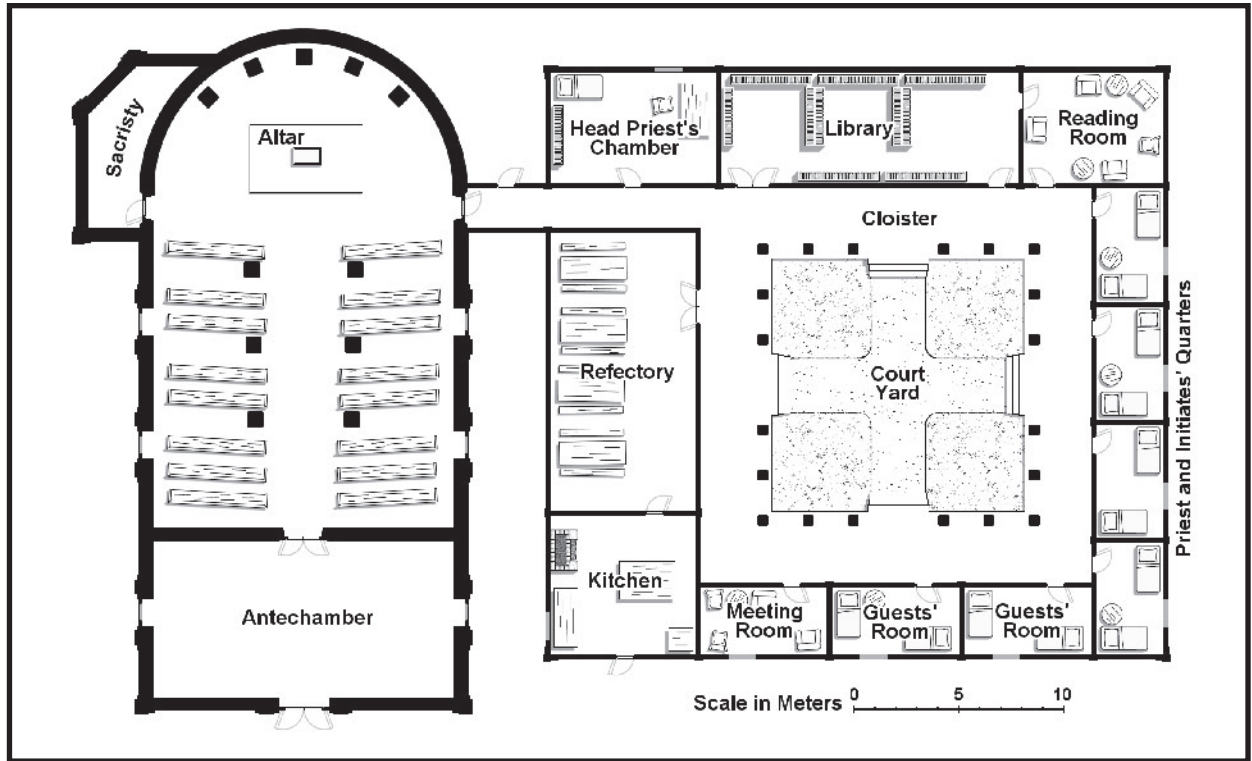 Sacristy
Altar
Head Priest's
Chamber
Library
Reading
Room
Cloister
Refectory
Court
Yard
Priest and Initiates' Quarters
Kitchen
Antechamber
Meeting
Room
Guests'
Room
Guests'
Room
Scale in Meters 0 5 10